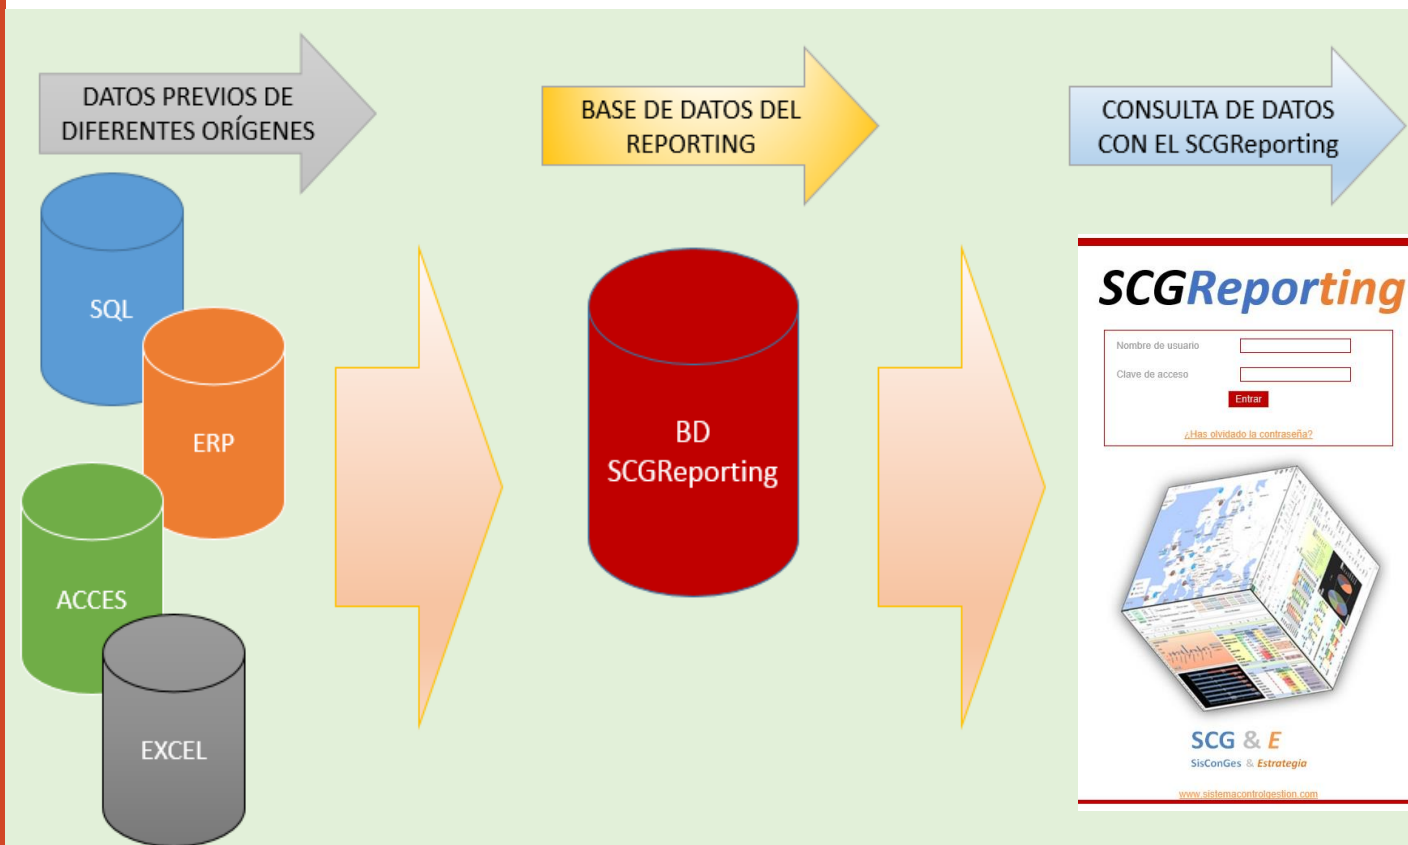 DATOS PREVIOS DE
DIFERENTES ORÍGENES
BASE DE DATOS DEL
REPORTING
CONSULTA DE DATOS
CON EL SCGReporting
SQL
ERP
ACCES
EXCEL
BD
SCGReporting
SCGReporting
Nombre de usuario
Clave de acceso
Entrar
¿Has olvidado la contraseña?
SCG & E
SisConGes & Estrategia
www.sistemacontrolgestion.com